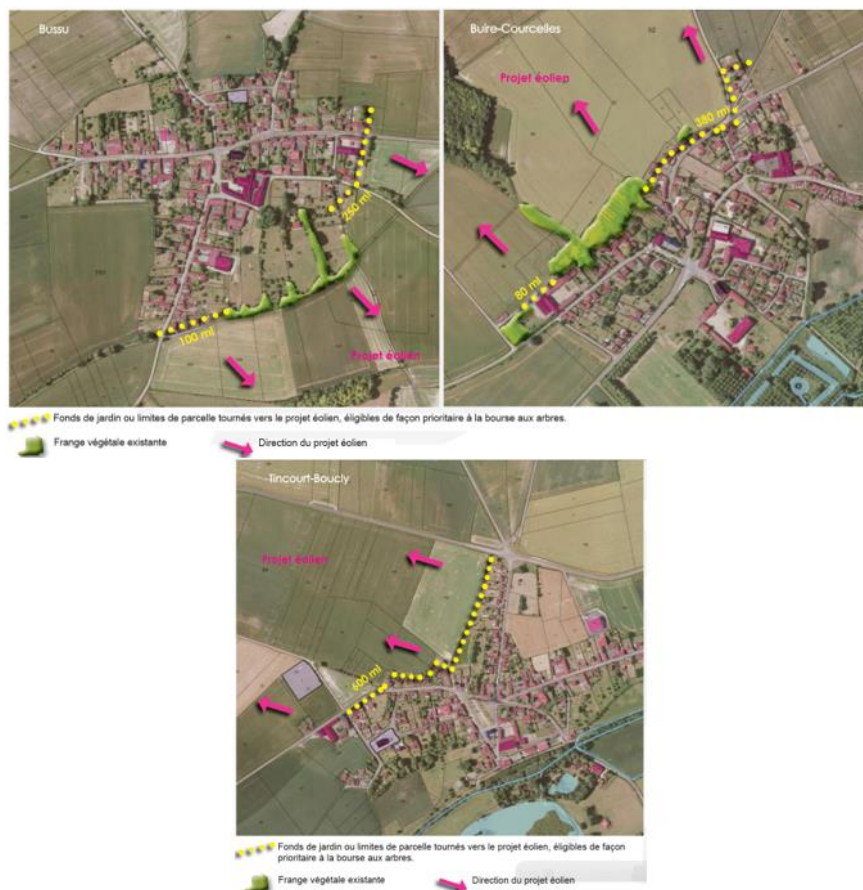 Bussu
250 ml
100 ml
Projet éolien
Buire-Courcelles
Projet éolien
380 ml
80 ml
Fonds de jardin ou limites de parcelle tournés vers le projet éolien, éligibles de façon prioritaire à la bourse aux arbres.
Frange végétale existante
Direction du projet éolien
Tincourt-Boucly
Projet éolien
600 ml
Fonds de jardin ou limites de parcelle tournés vers le projet éolien, éligibles de façon
prioritaire à la bourse aux arbres.
Frange végétale existante
Direction du projet éolien